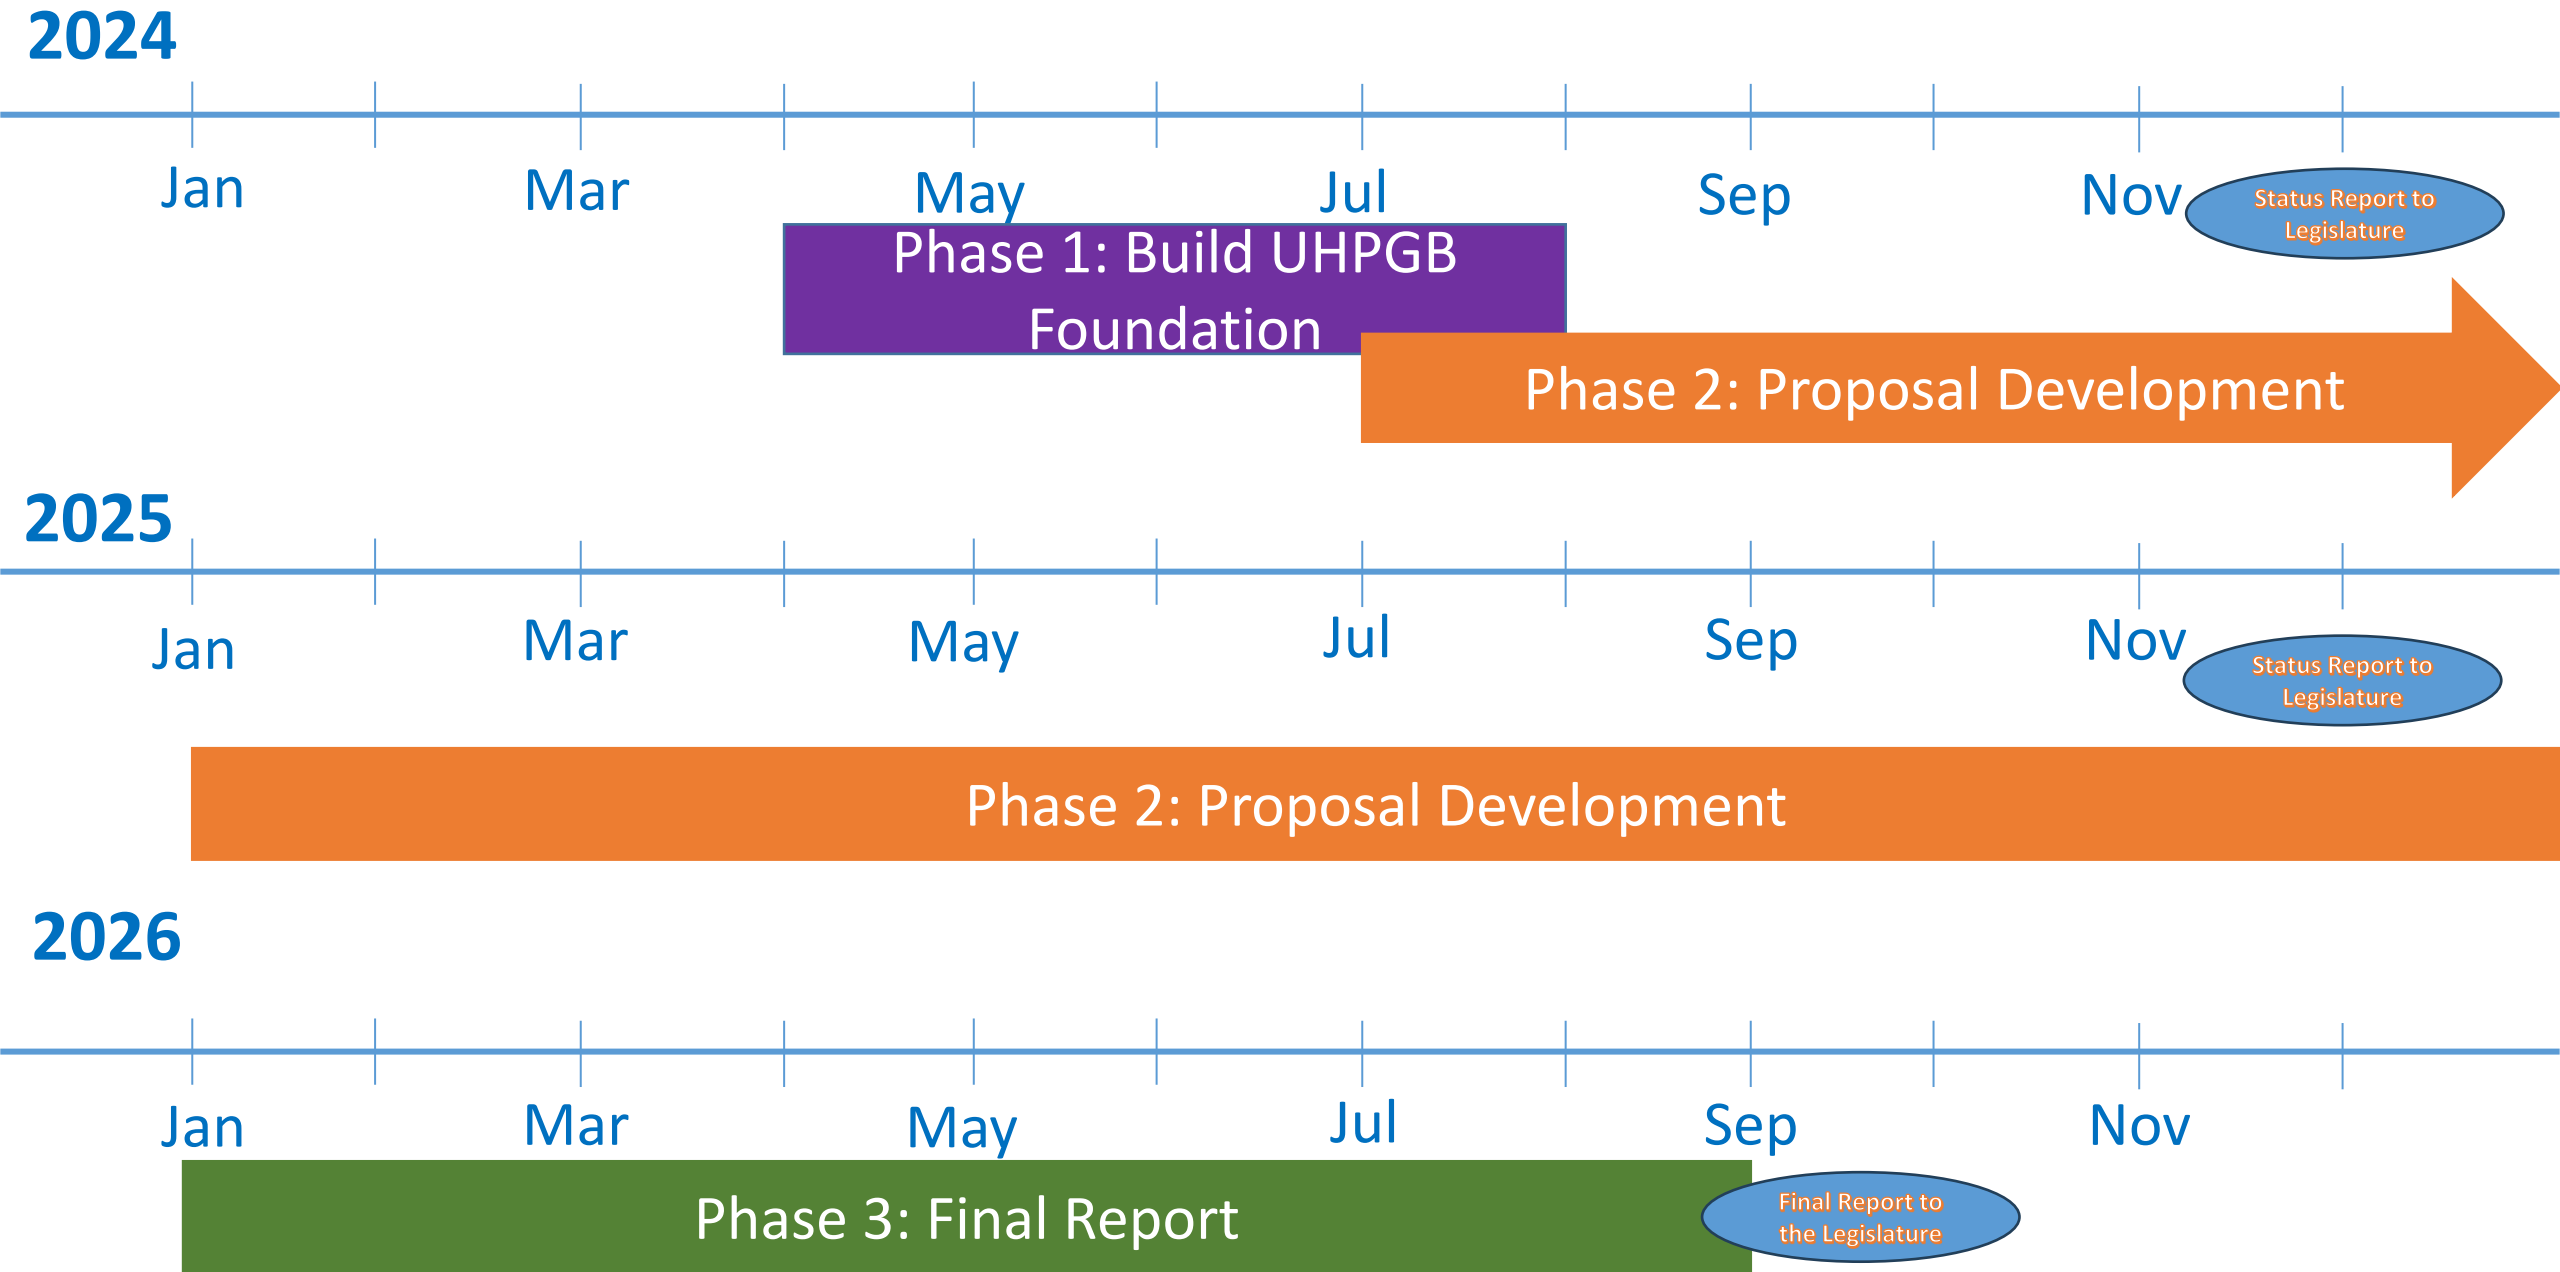 2024
Jan Mar May Jul Sep Nov
Status Report to
Legislature
Phase 1: Build UHPGB
Foundation
Phase 2: Proposal Development
2025
Jan Mar May Jul Sep Nov
Status Report to
Legislature
Phase 2: Proposal Development
2026
Jan Mar May Jul Sep Nov
Phase 3: Final Report
Final Report to
the Legislature